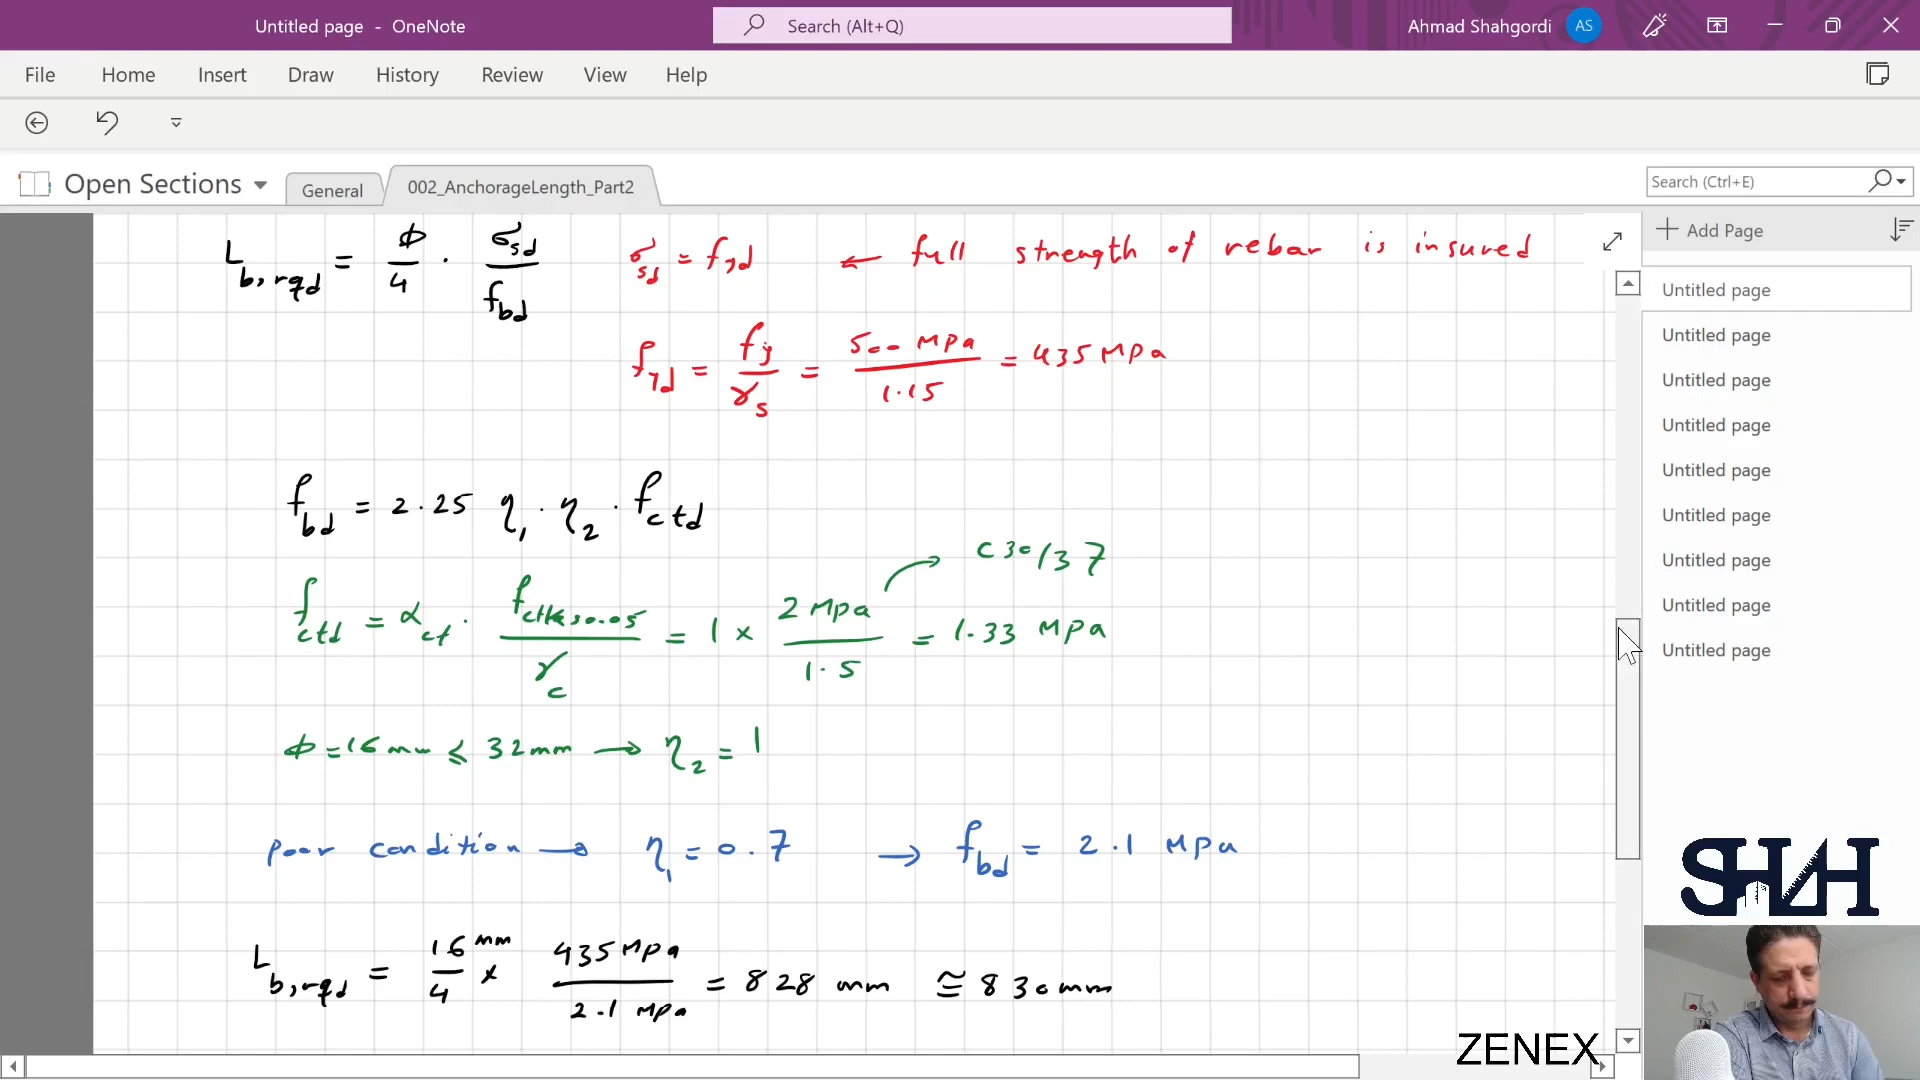 Untitled page - OneNote
Search (Alt+Q)
Ahmad Shahgordi AS
File Home Insert Draw History Review View Help
Open Sections General 002_AnchorageLength_Part2
Search (Ctrl+E)
Add Page
Untitled page
Untitled page
Untitled page
Untitled page
Untitled page
Untitled page
Untitled page
Untitled page
Untitled page
L b,rqd = ϕ/4 · σsd/fbd
σsd = fyd ← full strength of rebar is insured
fyd = fy/γs = 500 MPa/1.15 = 435 MPa
fbd = 2.25 η1 · η2 · fctd
C30/37
fctd = αct · fctk,0.05/γc = 1 × 2 MPa/1.5 = 1.33 MPa
ϕ = 16 mm ≤ 32 mm → η2 = 1
poor condition → η1 = 0.7 → fbd = 2.1 MPa
L b,rqd = 16 mm/4 × 435 MPa/2.1 MPa = 828 mm ≅ 830 mm
SHAH
ZENEX